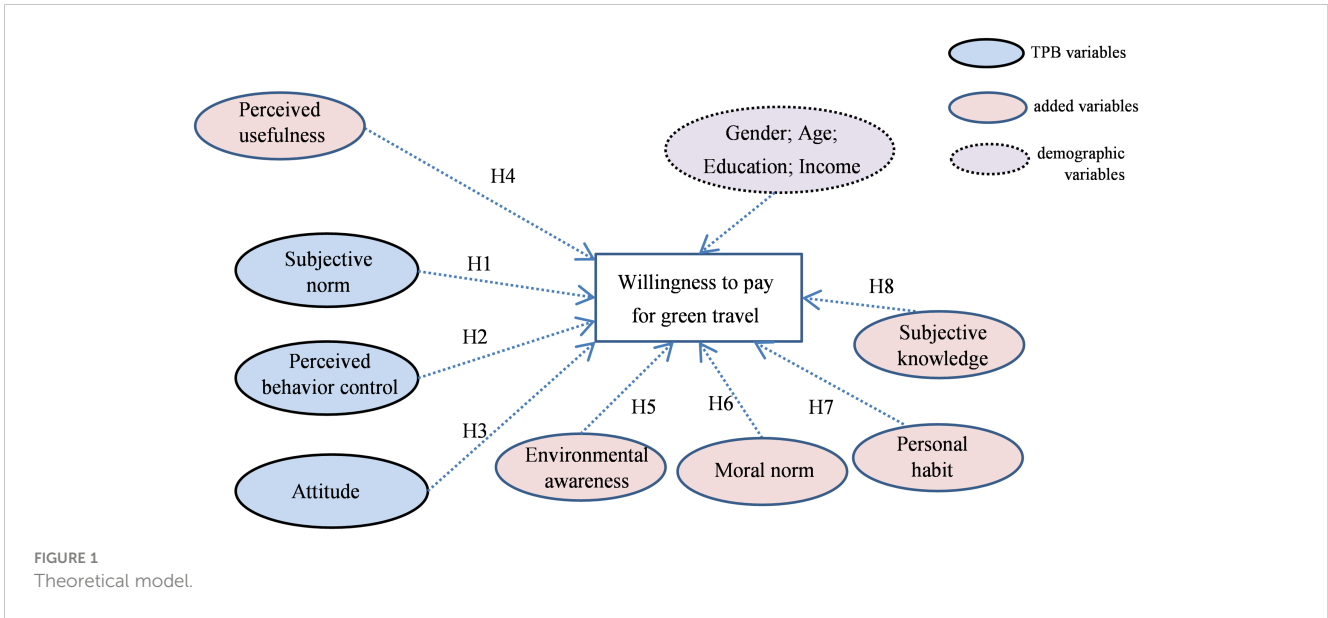 TPB variables
added variables
demographic
variables
Perceived
usefulness
Gender; Age;
Education; Income
H4
Subjective
norm
H1
Willingness to pay
for green travel
H8
Subjective
knowledge
Perceived
behavior control
H2
H3
H5
H6
H7
Attitude
Environmental
awareness
Moral norm
Personal
habit
FIGURE 1
Theoretical model.